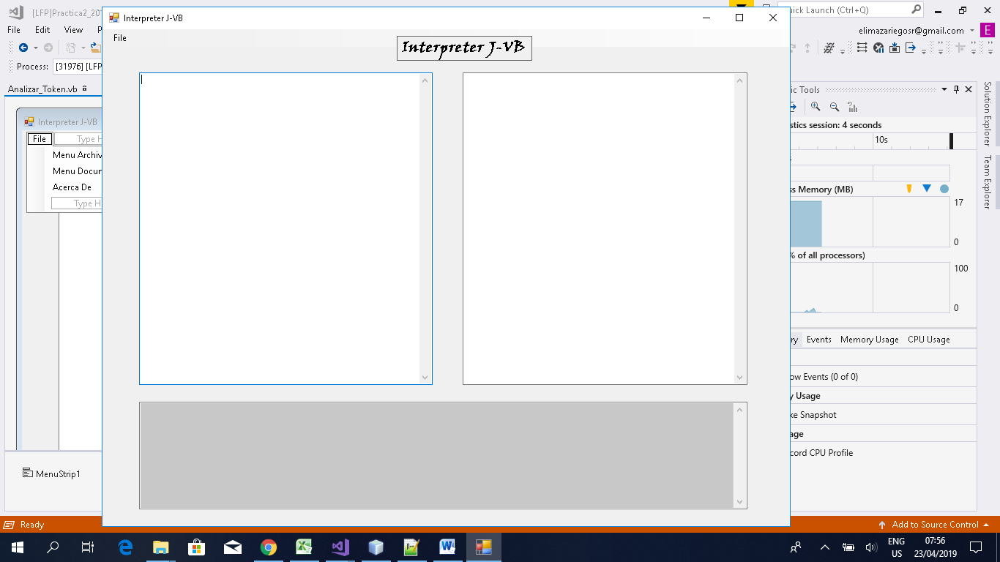 [LFP]Practica2_201
Interpreter J-VB
Quick Launch (Ctrl+Q)
File Edit View P
File
Interpreter J-VB
elimazariegosr@gmail.com E
Process: [31976] [LFP
Analizar_Token.vb
ic Tools
Interpreter J-VB
File Type H
Menu Archiv
Menu Docum
Acerca De
Type H
stics session: 4 seconds
10s
s
ss Memory (MB)
17
0
% of all processors)
100
0
ry Events Memory Usage CPU Usage
ow Events (0 of 0)
y Usage
ke Snapshot
age
cord CPU Profile
Solution Explorer
Team Explorer
MenuStrip1
Ready
Add to Source Control
ENG
US
07:56
23/04/2019